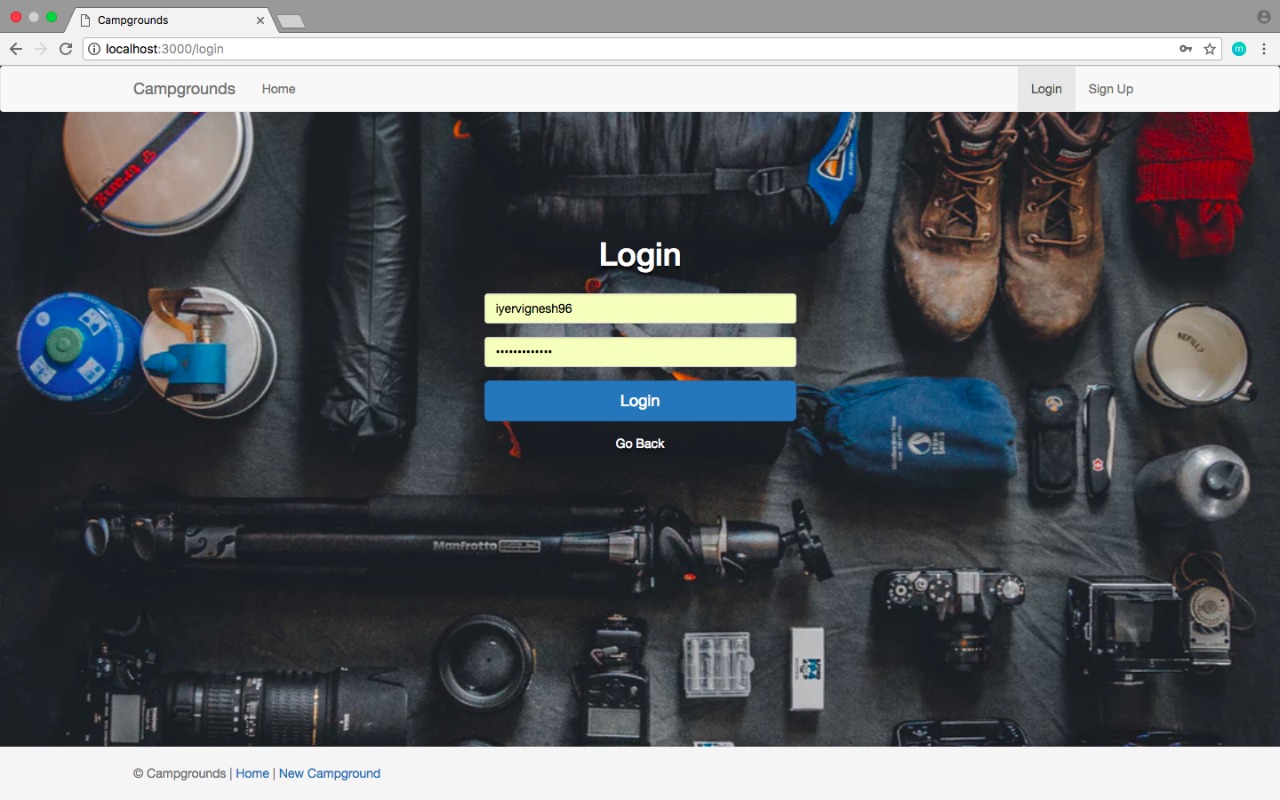 Campgrounds
localhost:3000/login
m
Campgrounds Home Login Sign Up
Login
iyervignesh96
•••••••••••••
Login
Go Back
REFILL?
Manfrotto
© Campgrounds | Home | New Campground